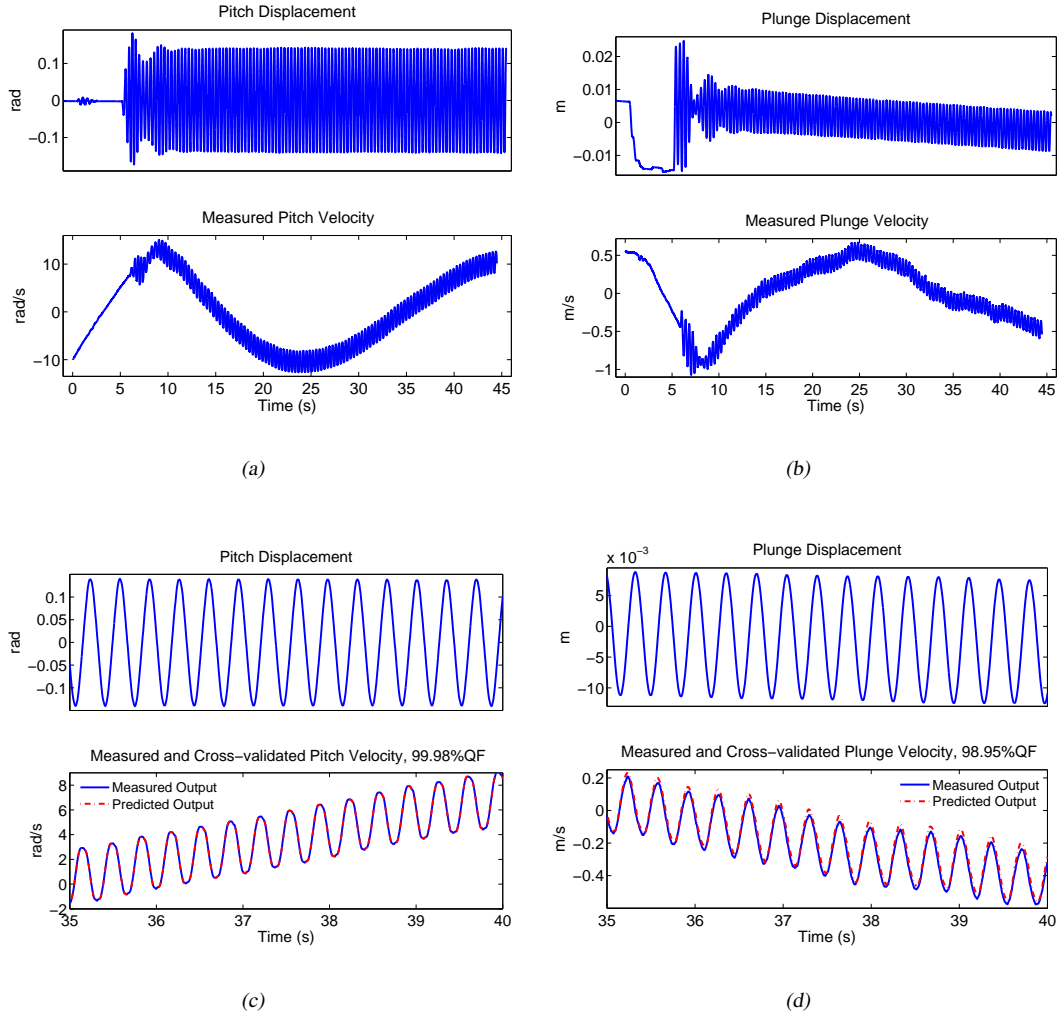 Pitch Displacement
rad
0.1
0
−0.1
Measured Pitch Velocity
rad/s
10
0
−10
0 5 10 15 20 25 30 35 40 45
Time (s)
(a)
Plunge Displacement
m
0.02
0.01
0
−0.01
Measured Plunge Velocity
m/s
0.5
0
−0.5
−1
0 5 10 15 20 25 30 35 40 45
Time (s)
(b)
Pitch Displacement
rad
0.1
0.05
0
−0.05
−0.1
Measured and Cross−validated Pitch Velocity, 99.98%QF
Measured Output
Predicted Output
rad/s
8
6
4
2
0
−2
35 36 37 38 39 40
Time (s)
(c)
x 10−3
Plunge Displacement
m
5
0
−5
−10
Measured and Cross−validated Plunge Velocity, 98.95%QF
Measured Output
Predicted Output
m/s
0.2
0
−0.2
−0.4
35 36 37 38 39 40
Time (s)
(d)